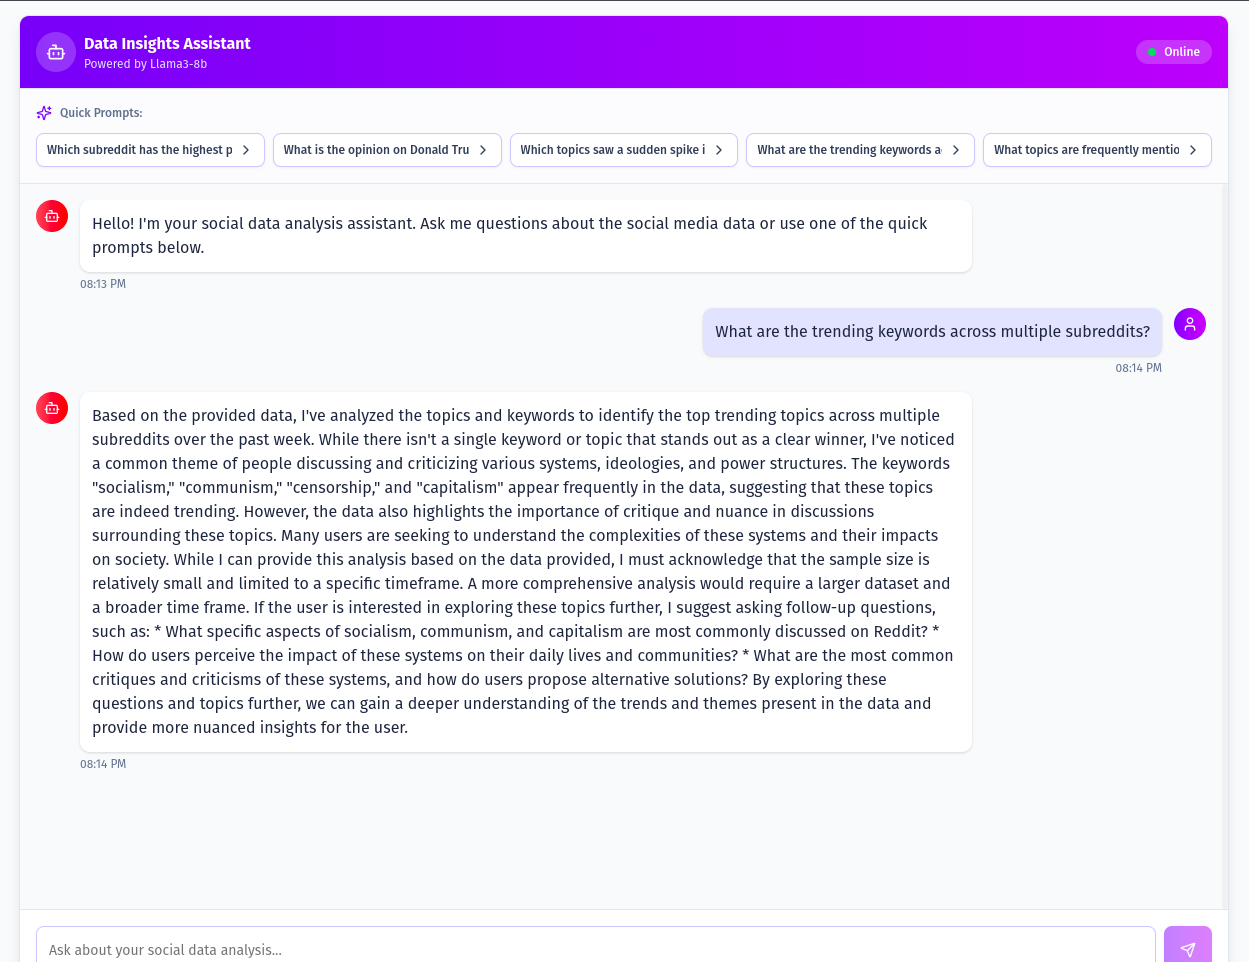 Data Insights Assistant
Powered by Llama3-8b
Online
Quick Prompts:
Which subreddit has the highest p
What is the opinion on Donald Tru
Which topics saw a sudden spike i
What are the trending keywords a
What topics are frequently mentio
Hello! I'm your social data analysis assistant. Ask me questions about the social media data or use one of the quick
prompts below.
08:13 PM
What are the trending keywords across multiple subreddits?
08:14 PM
Based on the provided data, I've analyzed the topics and keywords to identify the top trending topics across multiple
subreddits over the past week. While there isn't a single keyword or topic that stands out as a clear winner, I've noticed
a common theme of people discussing and criticizing various systems, ideologies, and power structures. The keywords
"socialism," "communism," "censorship," and "capitalism" appear frequently in the data, suggesting that these topics
are indeed trending. However, the data also highlights the importance of critique and nuance in discussions
surrounding these topics. Many users are seeking to understand the complexities of these systems and their impacts
on society. While I can provide this analysis based on the data provided, I must acknowledge that the sample size is
relatively small and limited to a specific timeframe. A more comprehensive analysis would require a larger dataset and
a broader time frame. If the user is interested in exploring these topics further, I suggest asking follow-up questions,
such as: * What specific aspects of socialism, communism, and capitalism are most commonly discussed on Reddit? *
How do users perceive the impact of these systems on their daily lives and communities? * What are the most common
critiques and criticisms of these systems, and how do users propose alternative solutions? By exploring these
questions and topics further, we can gain a deeper understanding of the trends and themes present in the data and
provide more nuanced insights for the user.
08:14 PM
Ask about your social data analysis...